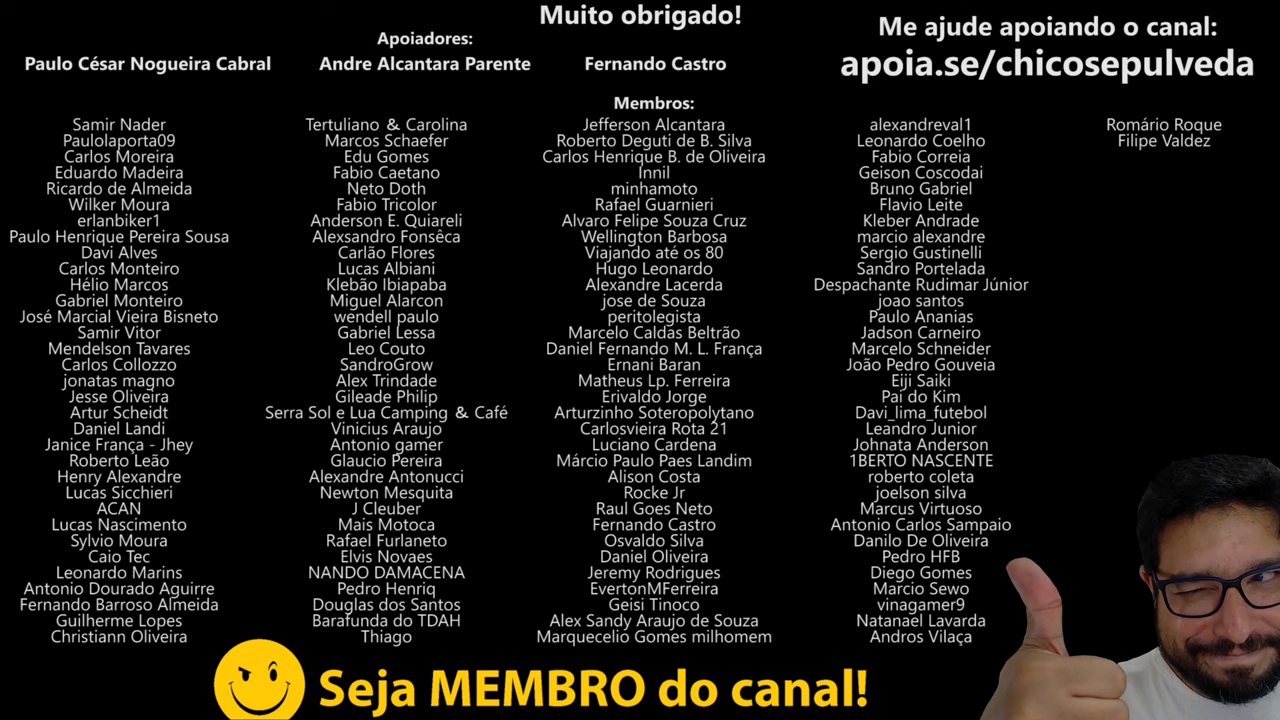 Muito obrigado!
Apoiadores:
Paulo César Nogueira Cabral
Andre Alcantara Parente
Fernando Castro
Me ajude apoiando o canal:
apoia.se/chicosepulveda
Membros:
Samir Nader
Paulolaporta09
Carlos Moreira
Eduardo Madeira
Ricardo de Almeida
Wilker Moura
erlanbiker1
Paulo Henrique Pereira Sousa
Davi Alves
Carlos Monteiro
Hélio Marcos
Gabriel Monteiro
José Marcial Vieira Bisneto
Samir Vitor
Mendelson Tavares
Carlos Collozzo
jonatas magno
Jesse Oliveira
Artur Scheidt
Daniel Landi
Janice França - Jhey
Roberto Leão
Henry Alexandre
Lucas Sicchieri
ACAN
Lucas Nascimento
Sylvio Moura
Caio Tec
Leonardo Marins
Antonio Dourado Aguirre
Fernando Barroso Almeida
Guilherme Lopes
Christiann Oliveira
Tertuliano & Carolina
Marcos Schaefer
Edu Gomes
Fabio Caetano
Neto Doth
Fabio Tricolor
Anderson E. Quiareli
Alexsandro Fonsêca
Carlão Flores
Lucas Albiani
Klebão Ibiapaba
Miguel Alarcon
wendell paulo
Gabriel Lessa
Leo Couto
SandroGrow
Alex Trindade
Gileade Philip
Serra Sol e Lua Camping & Café
Vinicius Araujo
Antonio gamer
Glaucio Pereira
Alexandre Antonucci
Newton Mesquita
J Cleuber
Mais Motoca
Rafael Furlaneto
Elvis Novaes
NANDO DAMACENA
Pedro Henriq
Douglas dos Santos
Barafunda do TDAH
Thiago
Jefferson Alcantara
Roberto Deguti de B. Silva
Carlos Henrique B. de Oliveira
Innil
minhamoto
Rafael Guarnieri
Alvaro Felipe Souza Cruz
Wellington Barbosa
Viajando até os 80
Hugo Leonardo
Alexandre Lacerda
jose de Souza
peritolegista
Marcelo Caldas Beltrão
Daniel Fernando M. L. França
Ernani Baran
Matheus Lp. Ferreira
Erivaldo Jorge
Arturzinho Soteropolytano
Carlosvieira Rota 21
Luciano Cardena
Márcio Paulo Paes Landim
Alison Costa
Rocke Jr
Raul Goes Neto
Fernando Castro
Osvaldo Silva
Daniel Oliveira
Jeremy Rodrigues
EvertonMFerreira
Geisi Tinoco
Alex Sandy Araujo de Souza
Marquecelio Gomes milhomem
alexandreval1
Leonardo Coelho
Fabio Correia
Geison Coscodai
Bruno Gabriel
Flavio Leite
Kleber Andrade
marcio alexandre
Sergio Gustinelli
Sandro Portelada
Despachante Rudimar Júnior
joao santos
Paulo Ananias
Jadson Carneiro
Marcelo Schneider
João Pedro Gouveia
Eiji Saiki
Pai do Kim
Davi_lima_futebol
Leandro Junior
Johnata Anderson
1BERTO NASCENTE
roberto coleta
joelson silva
Marcus Virtuoso
Antonio Carlos Sampaio
Danilo De Oliveira
Pedro HFB
Diego Gomes
Marcio Sewo
vinagamer9
Natanael Lavarda
Andros Vilaça
Romário Roque
Filipe Valdez
Seja MEMBRO do canal!